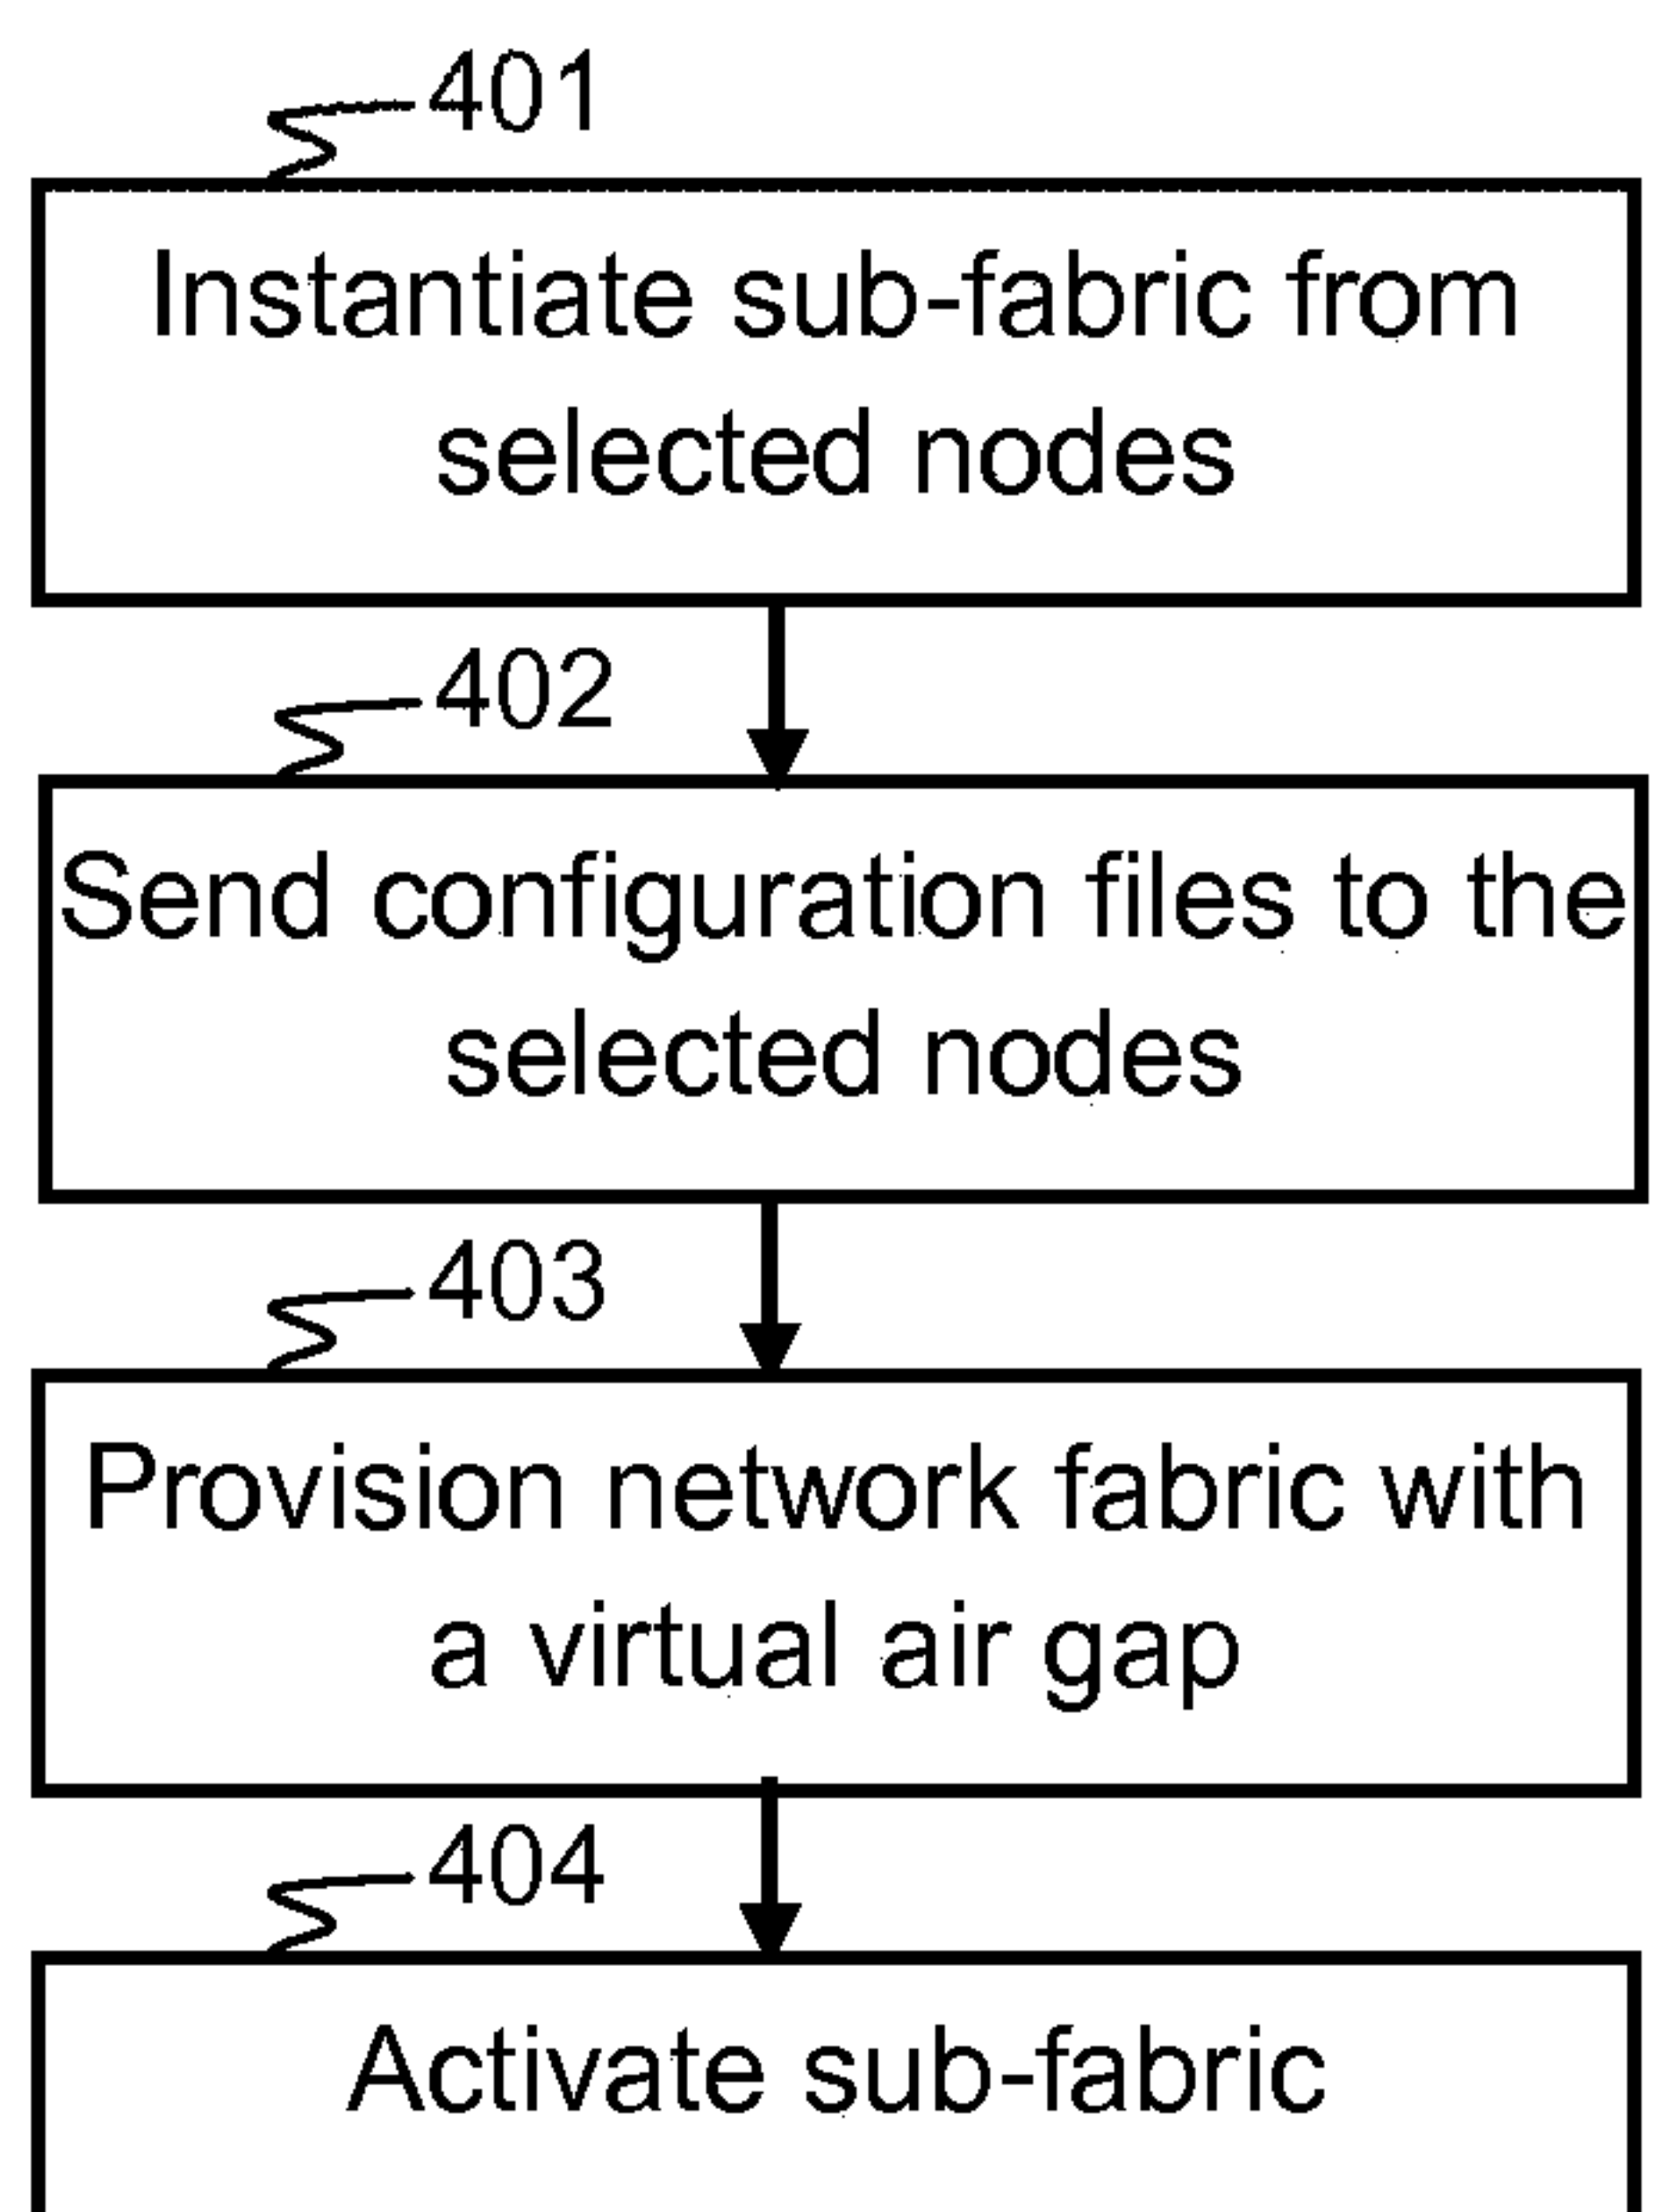 401
Instantiate sub-fabric from
selected nodes
402
Send configuration files to the
selected nodes
403
Provision network fabric with
a virtual air gap
404
Activate sub-fabric